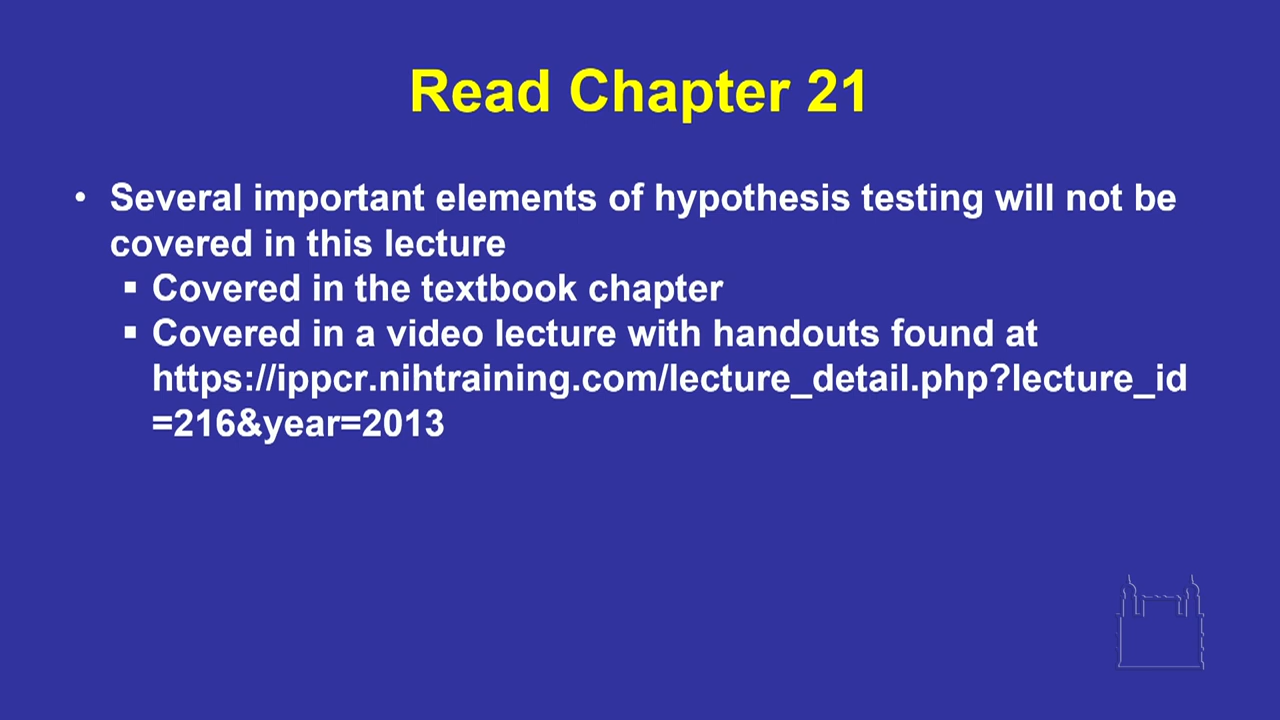 Read Chapter 21
• Several important elements of hypothesis testing will not be
covered in this lecture
▪ Covered in the textbook chapter
▪ Covered in a video lecture with handouts found at
https://ippcr.nihtraining.com/lecture_detail.php?lecture_id
=216&year=2013